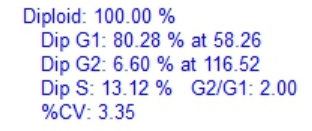 Diploid: 100.00 %
Dip G1: 80.28 % at 58.26
Dip G2: 6.60 % at 116.52
Dip S: 13.12 % G2/G1: 2.00
%CV: 3.35